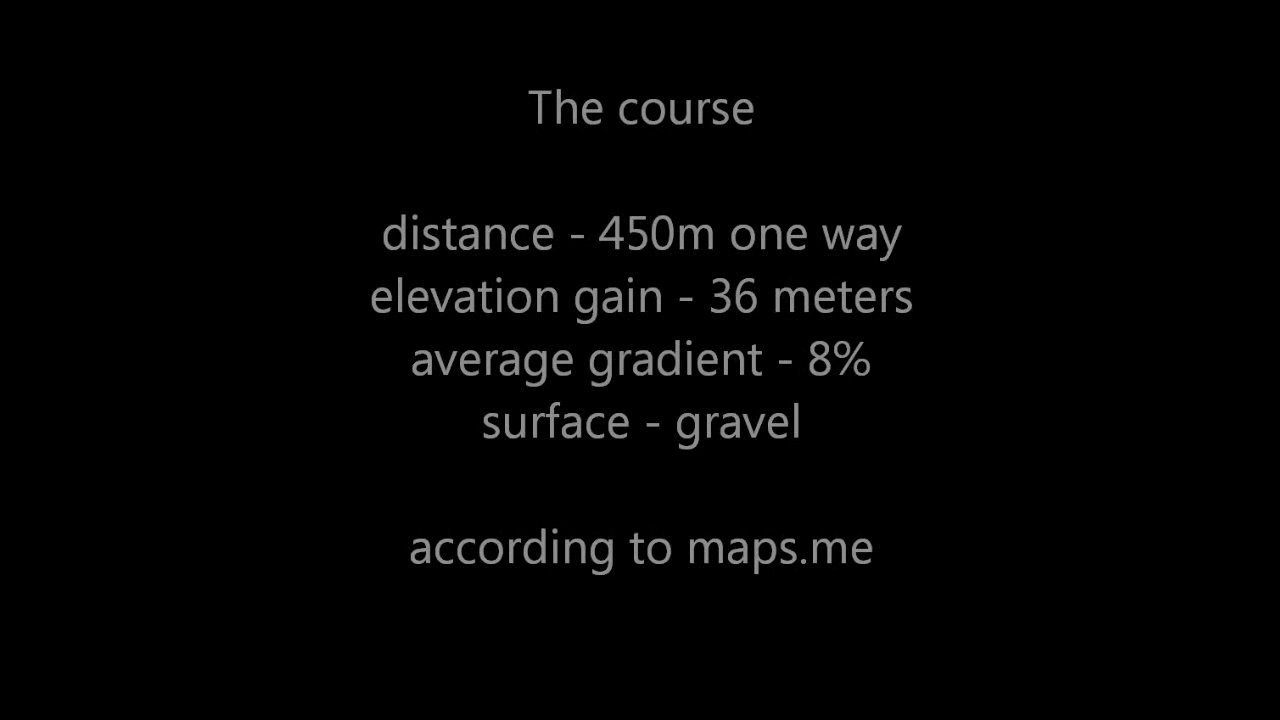 The course
distance - 450m one way
elevation gain - 36 meters
average gradient - 8%
surface - gravel
according to maps.me